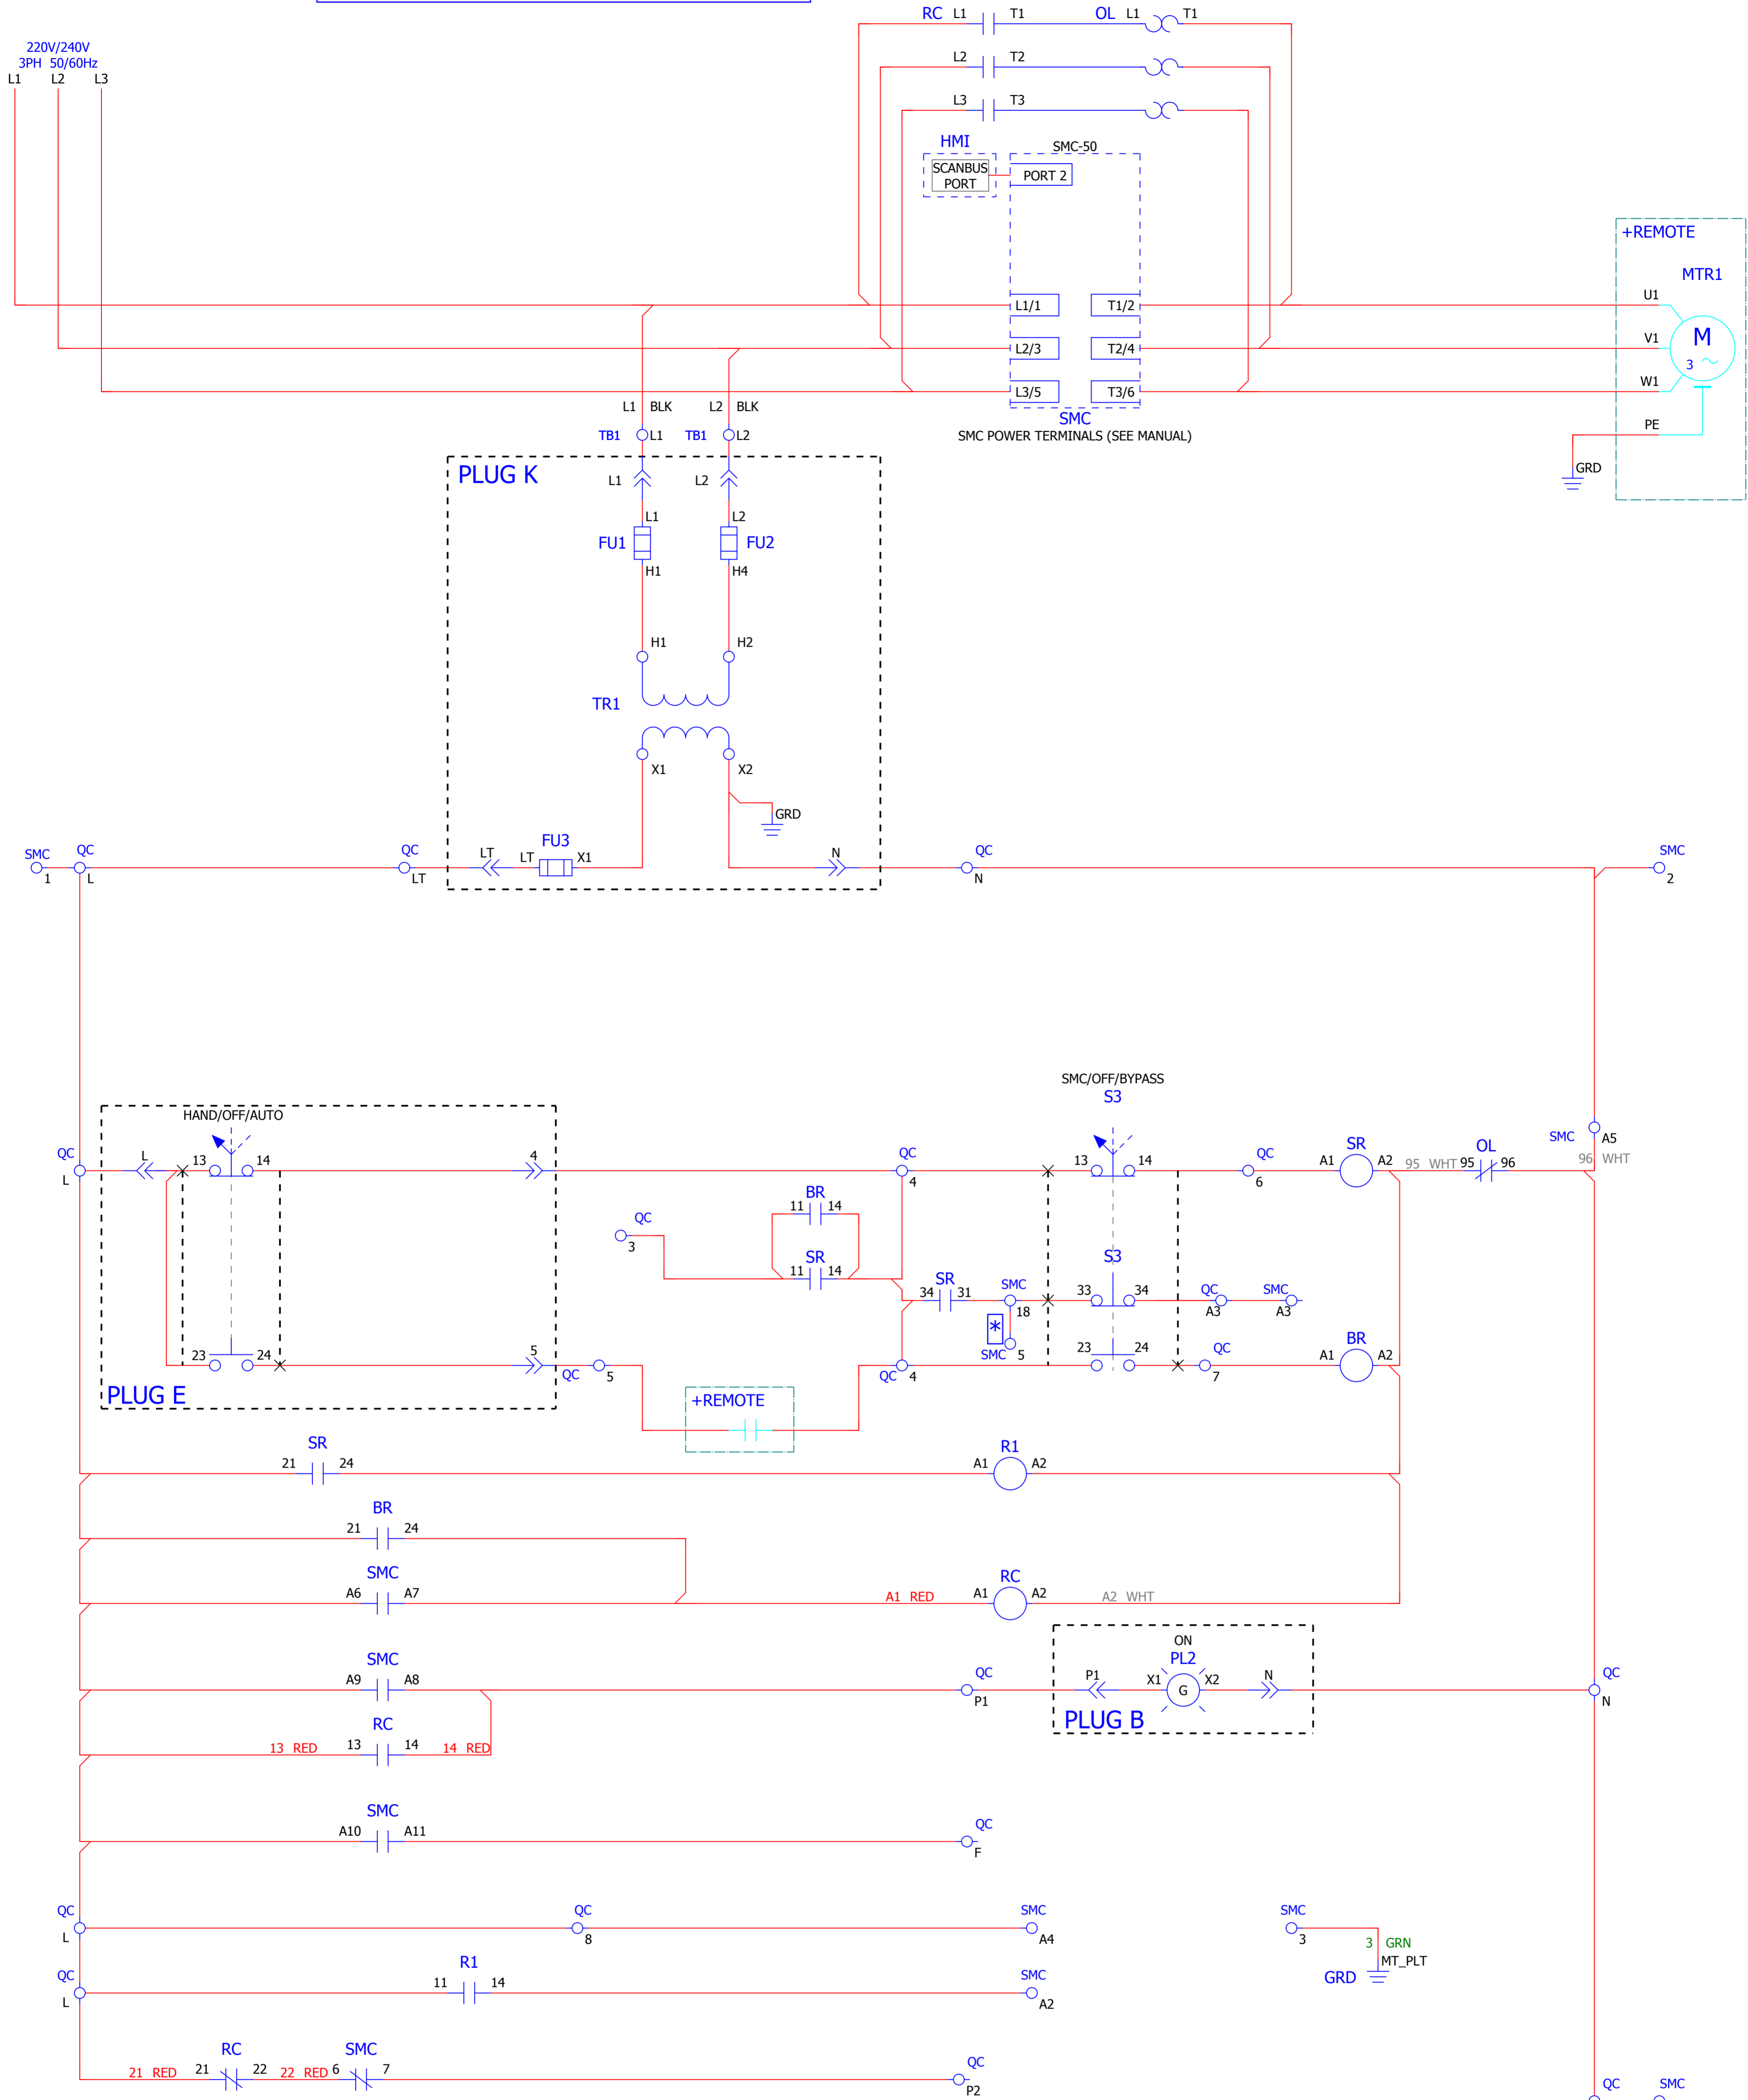 RC L1 T1 OL L1 T1
220V/240V
3PH 50/60Hz
L1 L2 L3
L2 T2
L3 T3
HMI
SMC-50
SCANBUS
PORT
PORT 2
+REMOTE
MTR1
L1/1 T1/2 U1
L2/3 T2/4 V1
M
3
L3/5 T3/6 W1
L1 BLK L2 BLK
SMC
SMC POWER TERMINALS (SEE MANUAL)
PE
GRD
TB1 L1 TB1 L2
PLUG K
L1 L2
L1 L2
FU1 FU2
H1 H4
H1 H2
TR1
X1 X2
GRD
SMC QC QC FU3 QC SMC
LT LT X1 N
1 L LT N 2
SMC/OFF/BYPASS
S3
HAND/OFF/AUTO
SMC A5
QC L 13 14 4 QC 13 14 QC SR OL
A1 A2 95 WHT 95 96 96 WHT
L 4 6
BR
11 14
QC
3
SR
11 14
S3
SR SMC
34 31 33 34 QC SMC
18 A3 A3
*
SMC 5
BR
23 24 5 23 24 QC A1 A2
QC 5 QC 4 7
PLUG E
+REMOTE
SR R1
21 24 A1 A2
BR
21 24
SMC RC
A6 A7 A1 RED A1 A2 A2 WHT
ON
SMC PL2
A9 A8 QC P1 X1 G X2 N QC
P1 N
PLUG B
RC
13 RED 13 14 14 RED
SMC
A10 A11 QC
F
QC QC SMC SMC
L 8 A4 3
3 GRN
MT_PLT
GRD
QC R1 SMC
11 14
L A2
RC SMC
21 RED 21 22 22 RED 6 7 QC
P2
QC SMC